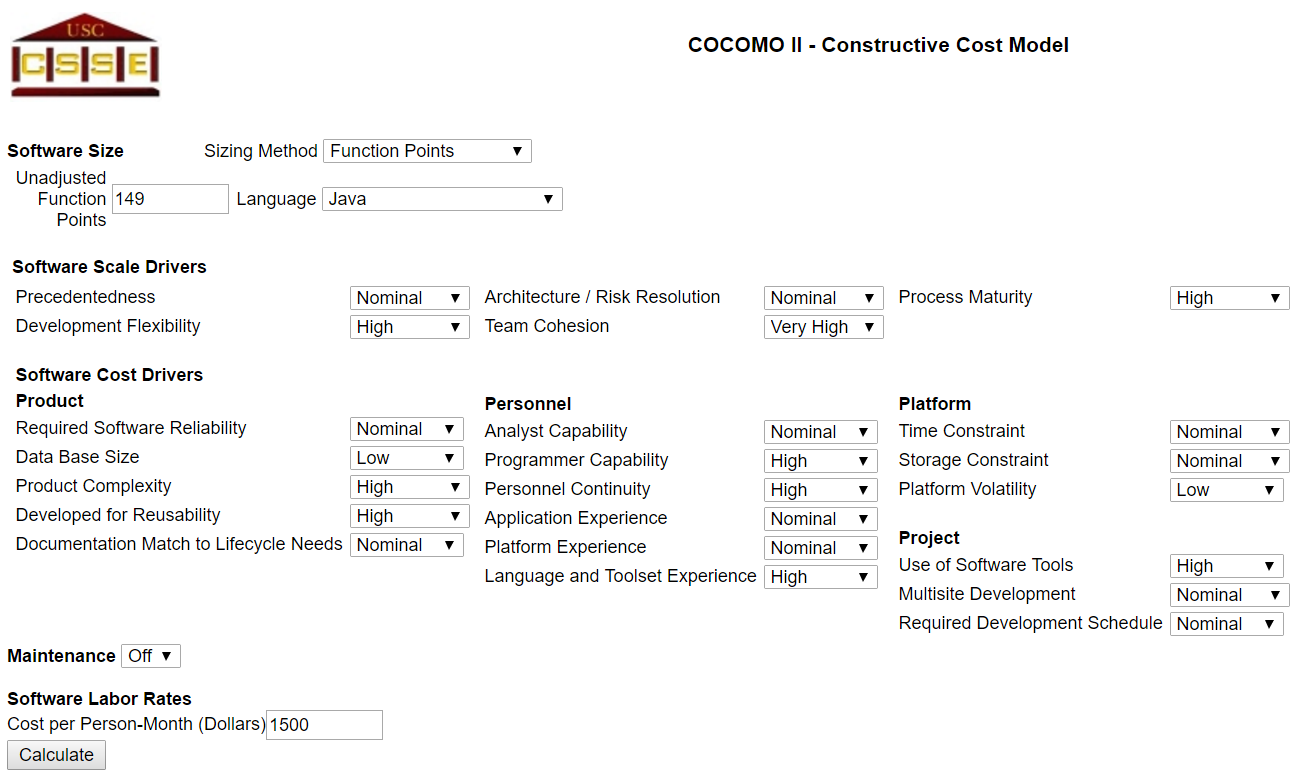 USC
CSSE
COCOMO II - Constructive Cost Model
Software Size Sizing Method Function Points
Unadjusted Function Points 149 Language Java
Software Scale Drivers
Precedentedness Nominal Architecture / Risk Resolution Nominal Process Maturity High
Development Flexibility High Team Cohesion Very High
Software Cost Drivers
Product
Required Software Reliability Nominal
Data Base Size Low
Product Complexity High
Developed for Reusability High
Documentation Match to Lifecycle Needs Nominal
Personnel
Analyst Capability Nominal
Programmer Capability High
Personnel Continuity High
Application Experience Nominal
Platform Experience Nominal
Language and Toolset Experience High
Platform
Time Constraint Nominal
Storage Constraint Nominal
Platform Volatility Low
Project
Use of Software Tools High
Multisite Development Nominal
Required Development Schedule Nominal
Maintenance Off
Software Labor Rates
Cost per Person-Month (Dollars) 1500
Calculate